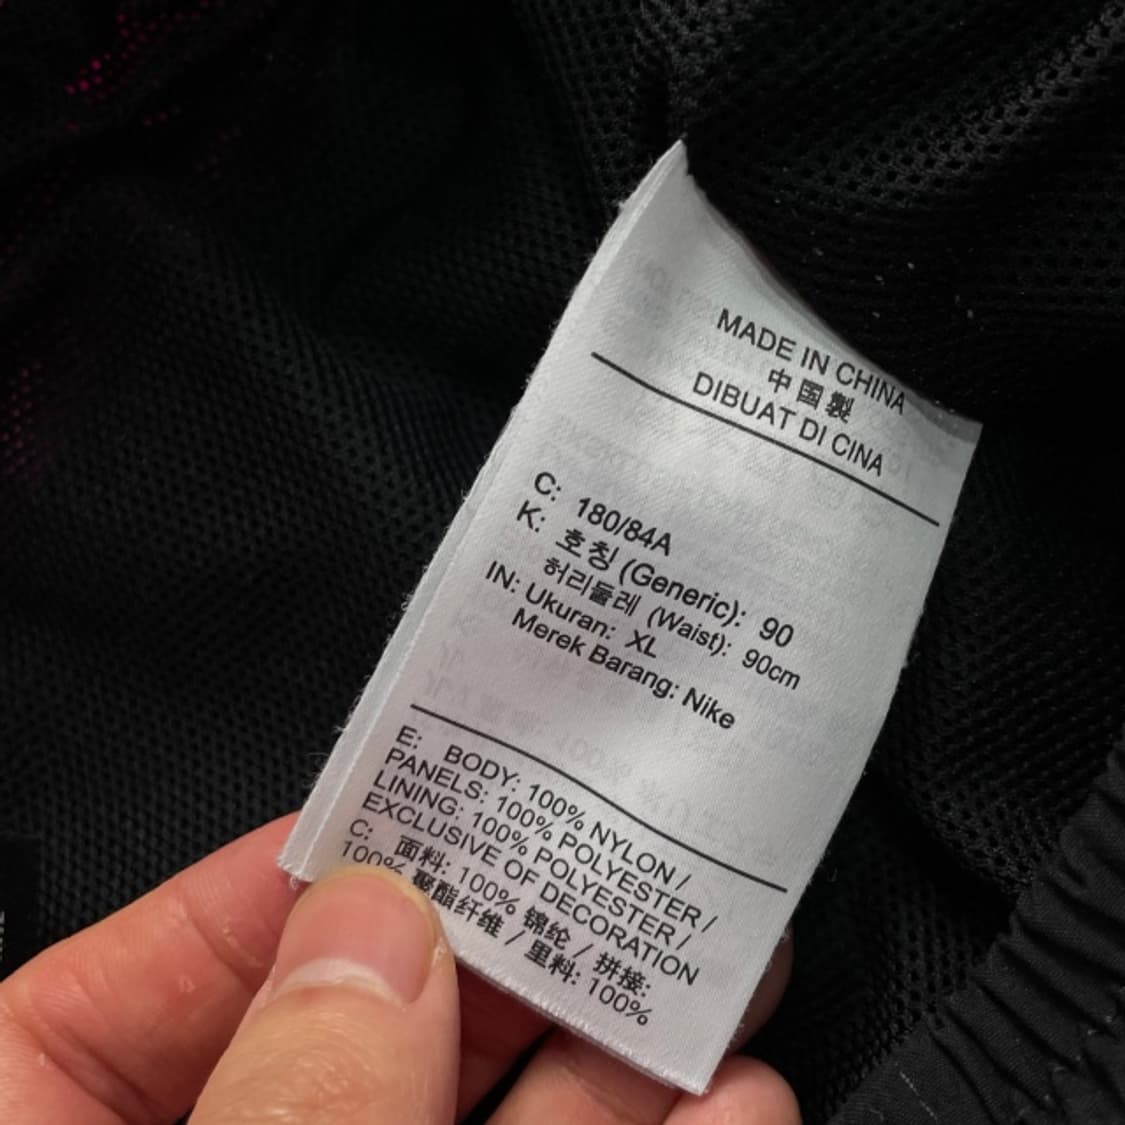 MADE IN CHINA
中国製
DIBUAT DI CINA
C: 180/84A
K: 호칭 (Generic): 90
허리둘레 (Waist): 90cm
IN: Ukuran: XL
Merek Barang: Nike
E: BODY: 100% NYLON /
PANELS: 100% POLYESTER /
LINING: 100% POLYESTER /
EXCLUSIVE OF DECORATION
C: 面料: 100% 锦纶 / 拼接:
100% 聚酯纤维 / 里料: 100%